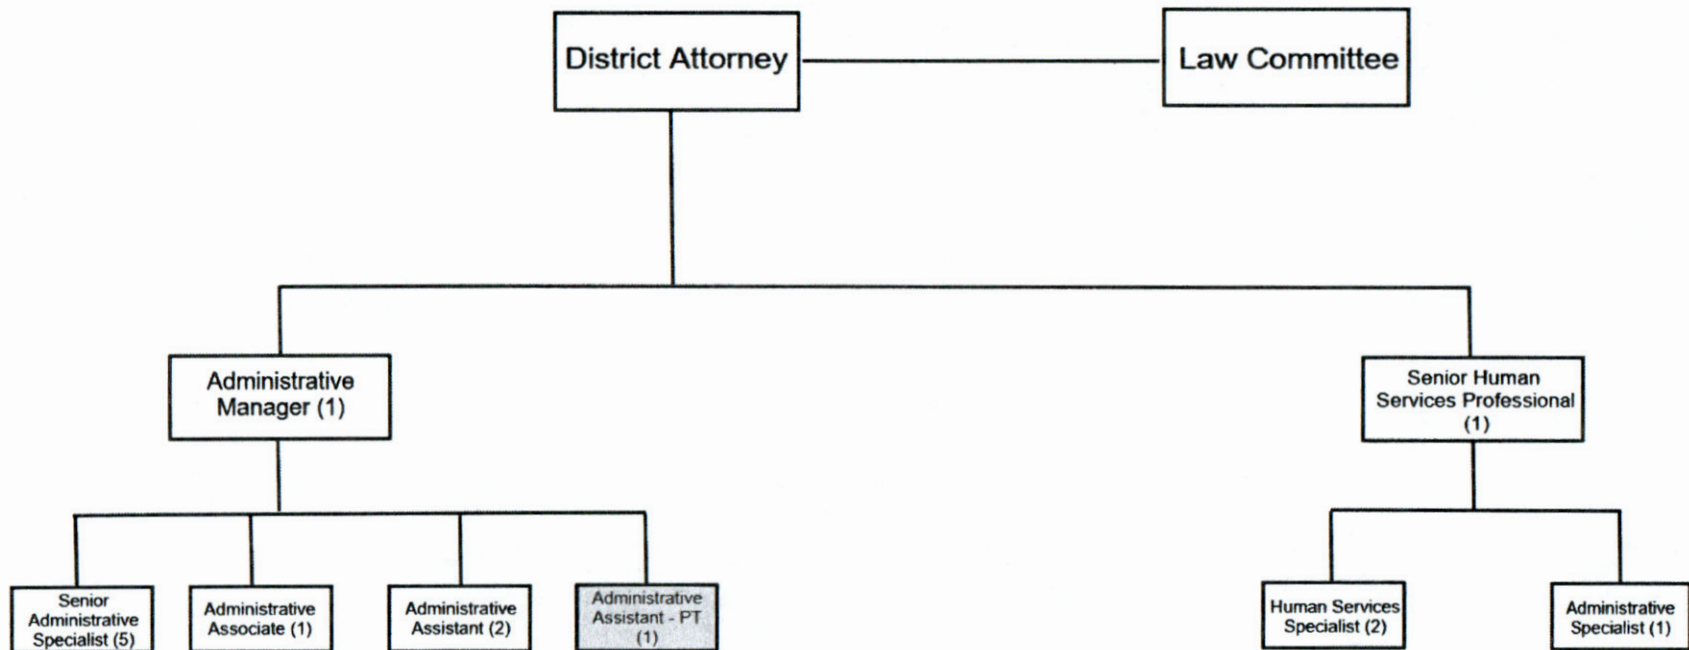 District Attorney
Law Committee
Administrative
Manager (1)
Senior Human
Services Professional
(1)
Senior
Administrative
Specialist (5)
Administrative
Associate (1)
Administrative
Assistant (2)
Administrative
Assistant - PT
(1)
Human Services
Specialist (2)
Administrative
Specialist (1)